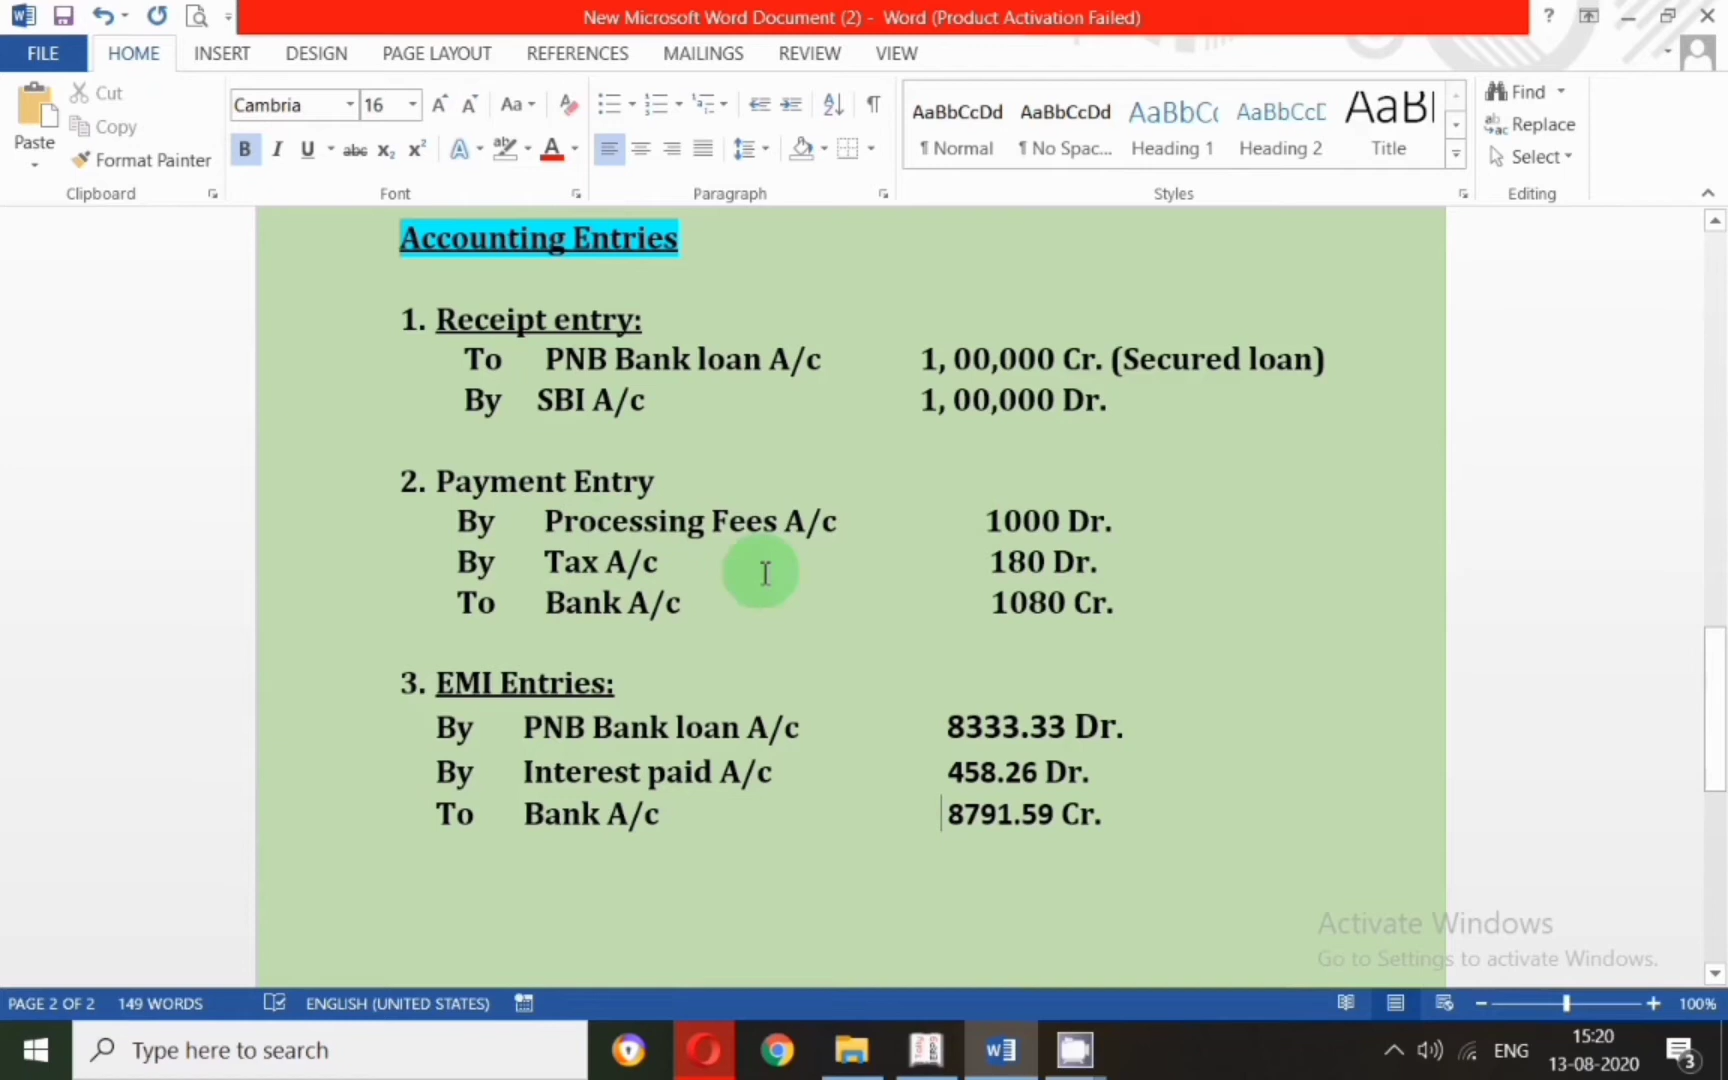 New Microsoft Word Document (2) - Word (Product Activation Failed)
FILE HOME INSERT DESIGN PAGE LAYOUT REFERENCES MAILINGS REVIEW VIEW
Paste
Cut
Copy
Format Painter
Clipboard
Cambria 16
B I U abc X₂ X²
Font
Paragraph
AaBbCcDd AaBbCcDd AaBbC AaBbCcD AaB
¶ Normal ¶ No Spac... Heading 1 Heading 2 Title
Styles
Find
Replace
Select
Editing
Accounting Entries
1. Receipt entry:
To PNB Bank loan A/c 1, 00,000 Cr. (Secured loan)
By SBI A/c 1, 00,000 Dr.
2. Payment Entry
By Processing Fees A/c 1000 Dr.
By Tax A/c 180 Dr.
To Bank A/c 1080 Cr.
3. EMI Entries:
By PNB Bank loan A/c 8333.33 Dr.
By Interest paid A/c 458.26 Dr.
To Bank A/c 8791.59 Cr.
Activate Windows
Go to Settings to activate Windows.
PAGE 2 OF 2 149 WORDS ENGLISH (UNITED STATES) 100%
Type here to search
ENG
15:20
13-08-2020
3